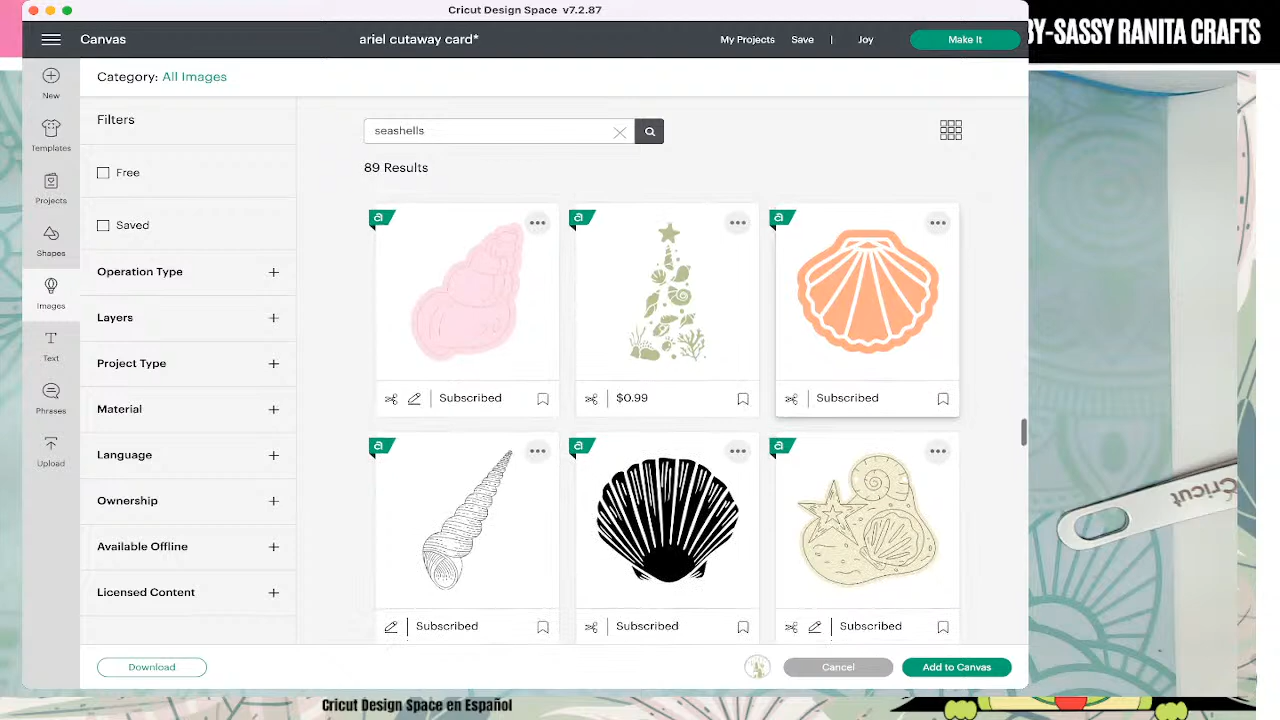 Cricut Design Space v7.2.87
BY-SASSY RANITA CRAFTS
Canvas
ariel cutaway card*
My Projects
Save
|
Joy
Make It
New
Templates
Projects
Shapes
Images
Text
Phrases
Upload
Category: All Images
Filters
Free
Saved
Operation Type +
Layers +
Project Type +
Material +
Language +
Ownership +
Available Offline +
Licensed Content +
Download
seashells
89 Results
a
a
a
Subscribed
$0.99
Subscribed
a
a
a
Subscribed
Subscribed
Subscribed
Cancel
Add to Canvas
Cricut
Cricut Design Space en Español